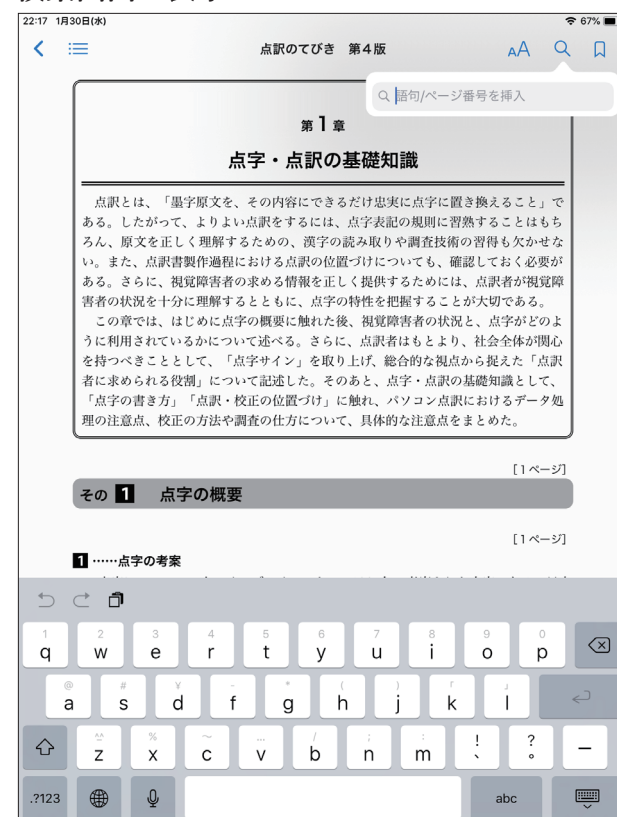 22:17 1月30日(水)
67%
点訳のてびき 第4版
AA
語句/ページ番号を挿入
第1章
点字・点訳の基礎知識
点訳とは、「墨字原文を、その内容にできるだけ忠実に点字に置き換えること」で
ある。したがって、よりよい点訳をするには、点字表記の規則に習熟することはもち
ろん、原文を正しく理解するための、漢字の読み取りや調査技術の習得も欠かせな
い。また、点訳書製作過程における点訳の位置づけについても、確認しておく必要が
ある。さらに、視覚障害者の求める情報を正しく提供するためには、点訳者が視覚障
害者の状況を十分に理解するとともに、点字の特性を把握することが大切である。
この章では、はじめに点字の概要に触れた後、視覚障害者の状況と、点字がどのよ
うに利用されているかについて述べる。さらに、点訳者はもとより、社会全体が関心
を持つべきこととして、「点字サイン」を取り上げ、総合的な視点から捉えた「点訳
者に求められる役割」について記述した。そのあと、点字・点訳の基礎知識として、
「点字の書き方」「点訳・校正の位置づけ」に触れ、パソコン点訳におけるデータ処
理の注意点、校正の方法や調査の仕方について、具体的な注意点をまとめた。
[1ページ]
その 1 点字の概要
[1ページ]
1 ……点字の考案
1 2 3 4 5 6 7 8 9 0
q w e r t y u i o p
@ # ¥ - * ( ) 「 」
a s d f g h j k l
^^ % ~ … / ; : ! ?
z x c v b n m 、 。 ー
.?123
abc